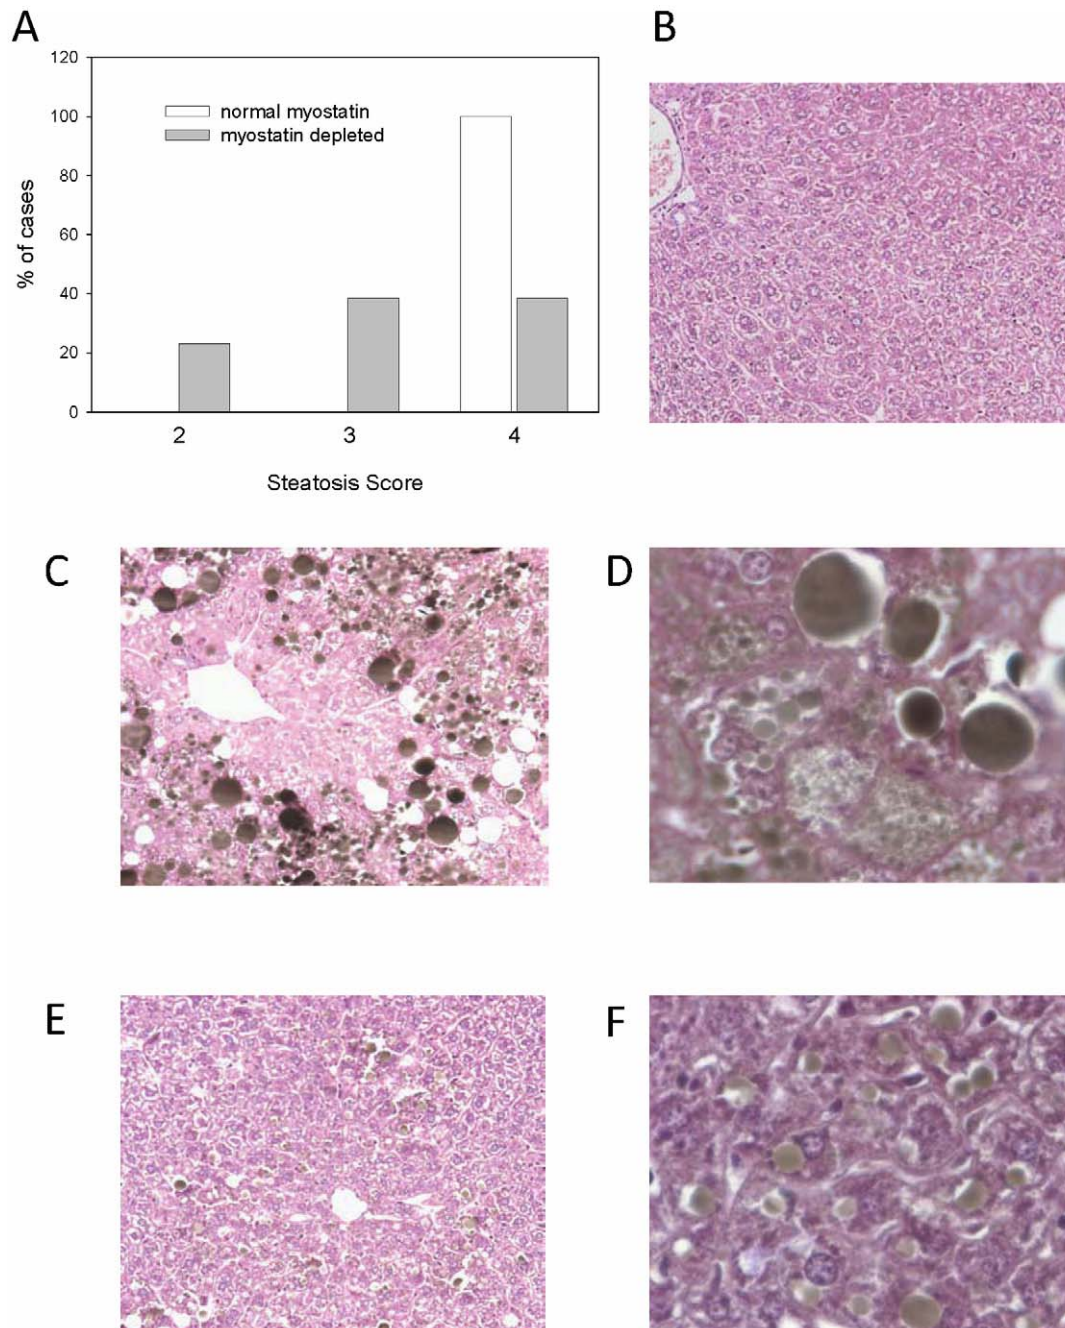 A
B
120
100
80
60
40
20
0
% of cases
normal myostatin
myostatin depleted
2 3 4
Steatosis Score
C
D
E
F